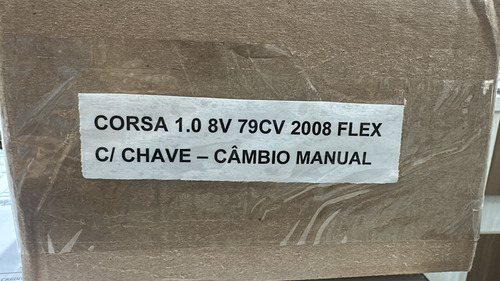 CORSA 1.0 8V 79CV 2008 FLEX
C/ CHAVE – CÂMBIO MANUAL